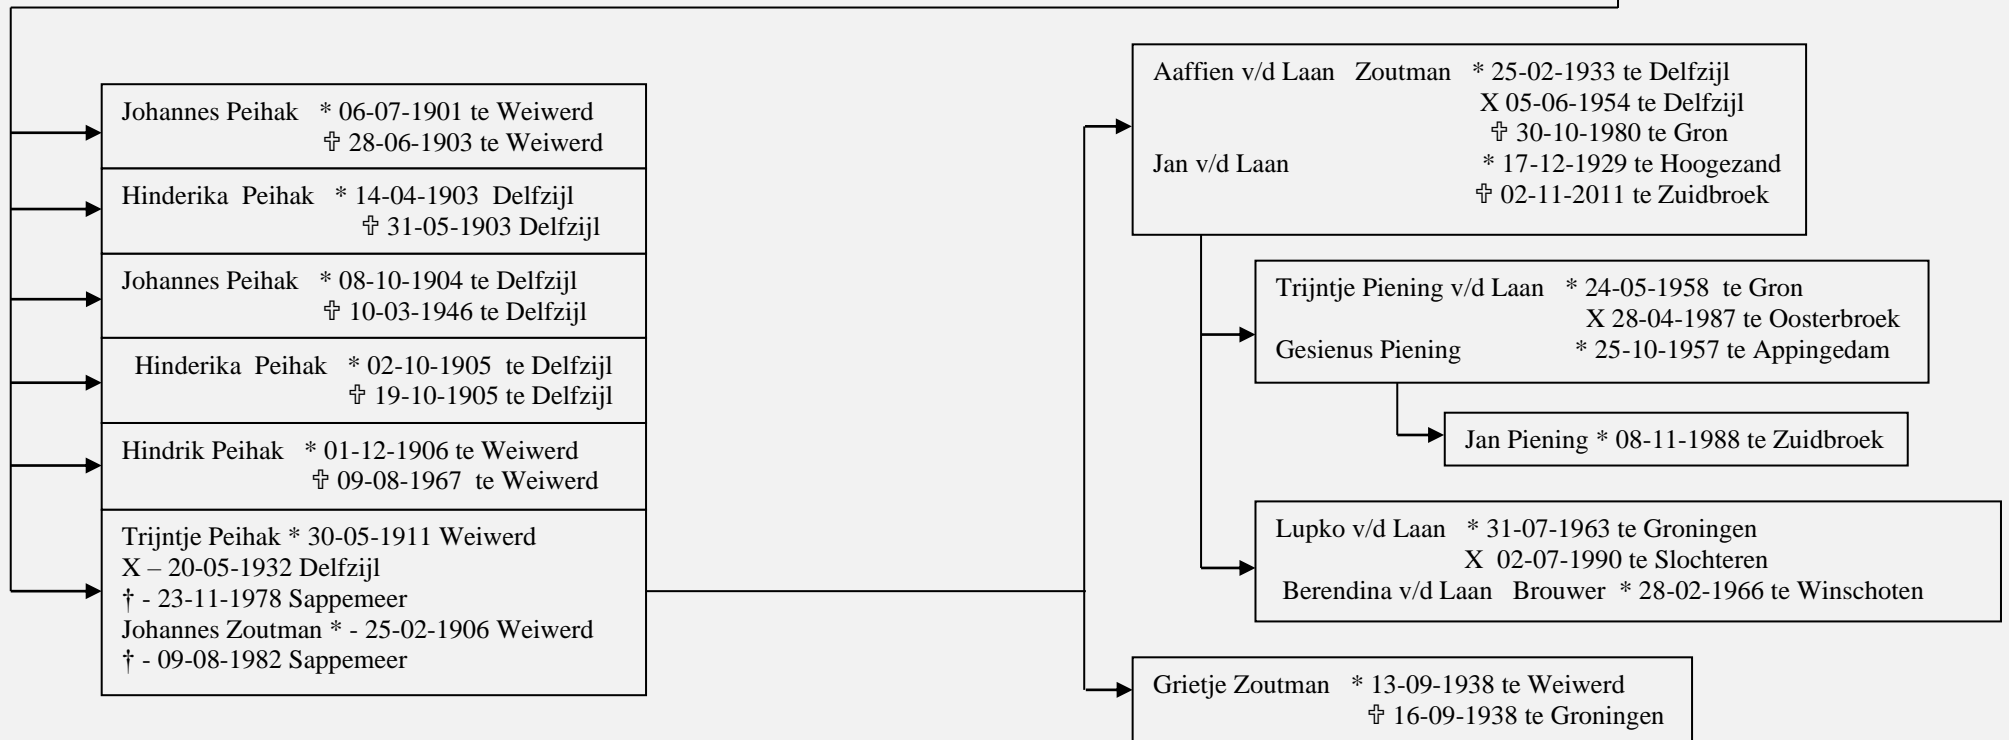 Johannes Peihak * 06-07-1901 te Weiwerd
✞ 28-06-1903 te Weiwerd
Hinderika Peihak * 14-04-1903 Delfzijl
✞ 31-05-1903 Delfzijl
Johannes Peihak * 08-10-1904 te Delfzijl
✞ 10-03-1946 te Delfzijl
Hinderika Peihak * 02-10-1905 te Delfzijl
✞ 19-10-1905 te Delfzijl
Hindrik Peihak * 01-12-1906 te Weiwerd
✞ 09-08-1967 te Weiwerd
Trijntje Peihak * 30-05-1911 Weiwerd
X – 20-05-1932 Delfzijl
† - 23-11-1978 Sappemeer
Johannes Zoutman * - 25-02-1906 Weiwerd
† - 09-08-1982 Sappemeer
Aaffien v/d Laan Zoutman * 25-02-1933 te Delfzijl
X 05-06-1954 te Delfzijl
✞ 30-10-1980 te Gron
Jan v/d Laan * 17-12-1929 te Hoogezand
✞ 02-11-2011 te Zuidbroek
Trijntje Piening v/d Laan * 24-05-1958 te Gron
X 28-04-1987 te Oosterbroek
Gesienus Piening * 25-10-1957 te Appingedam
Jan Piening * 08-11-1988 te Zuidbroek
Lupko v/d Laan * 31-07-1963 te Groningen
X 02-07-1990 te Slochteren
Berendina v/d Laan Brouwer * 28-02-1966 te Winschoten
Grietje Zoutman * 13-09-1938 te Weiwerd
✞ 16-09-1938 te Groningen